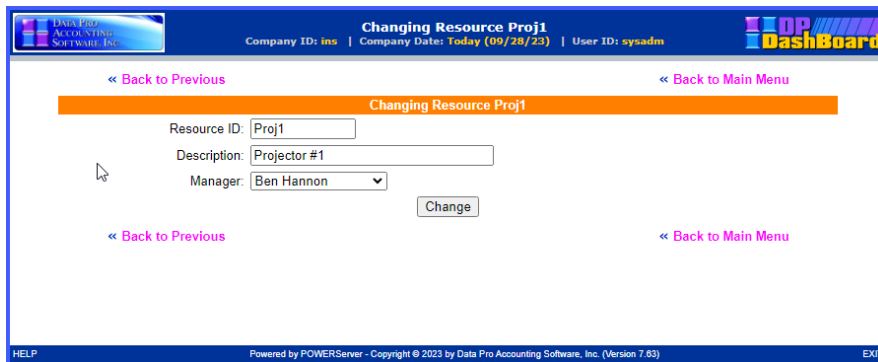 DATA PRO
ACCOUNTING
SOFTWARE, INC.
Changing Resource Proj1
Company ID: ins | Company Date: Today (09/28/23) | User ID: sysadm
DP
DashBoard
« Back to Previous
« Back to Main Menu
Changing Resource Proj1
Resource ID: Proj1
Description: Projector #1
Manager: Ben Hannon
Change
« Back to Previous
« Back to Main Menu
HELP
Powered by POWERServer - Copyright © 2023 by Data Pro Accounting Software, Inc. (Version 7.63)
EXI